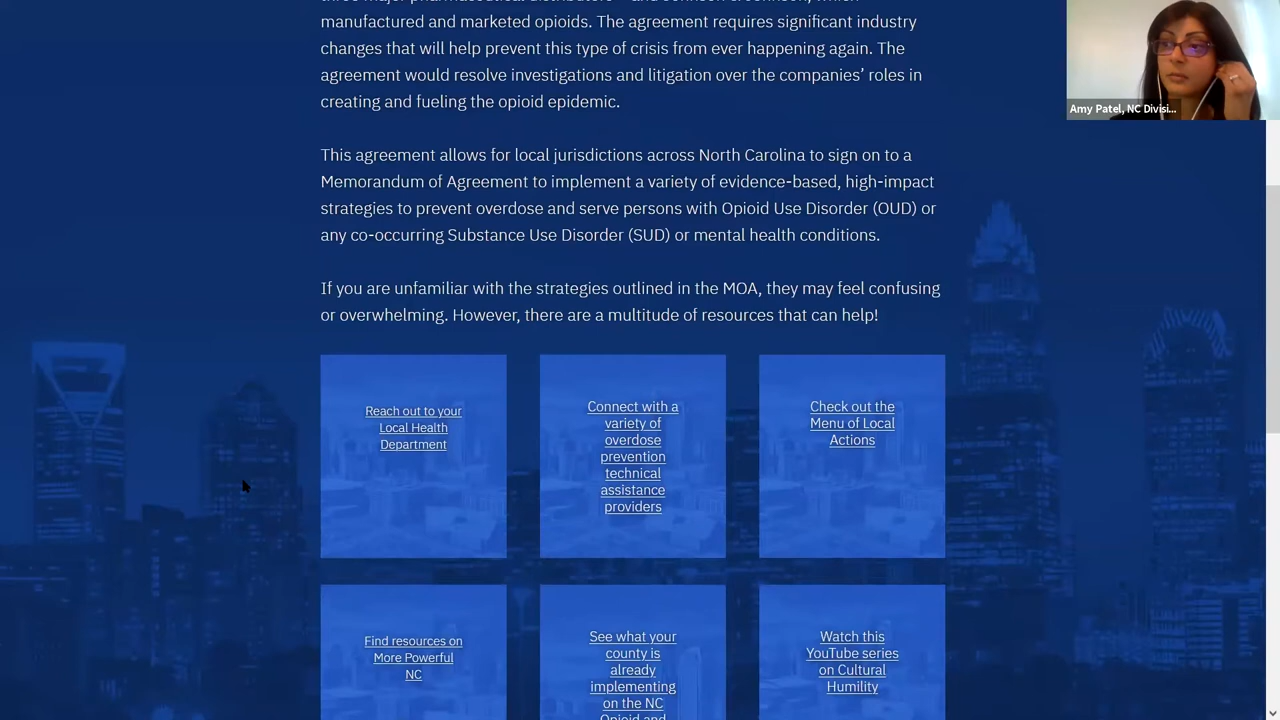 manufactured and marketed opioids. The agreement requires significant industry
changes that will help prevent this type of crisis from ever happening again. The
agreement would resolve investigations and litigation over the companies’ roles in
creating and fueling the opioid epidemic.
This agreement allows for local jurisdictions across North Carolina to sign on to a
Memorandum of Agreement to implement a variety of evidence-based, high-impact
strategies to prevent overdose and serve persons with Opioid Use Disorder (OUD) or
any co-occurring Substance Use Disorder (SUD) or mental health conditions.
If you are unfamiliar with the strategies outlined in the MOA, they may feel confusing
or overwhelming. However, there are a multitude of resources that can help!
Reach out to your
Local Health
Department
Connect with a
variety of
overdose
prevention
technical
assistance
providers
Check out the
Menu of Local
Actions
Find resources on
More Powerful
NC
See what your
county is
already
implementing
on the NC
Opioid and
Watch this
YouTube series
on Cultural
Humility
Amy Patel, NC Divisi...